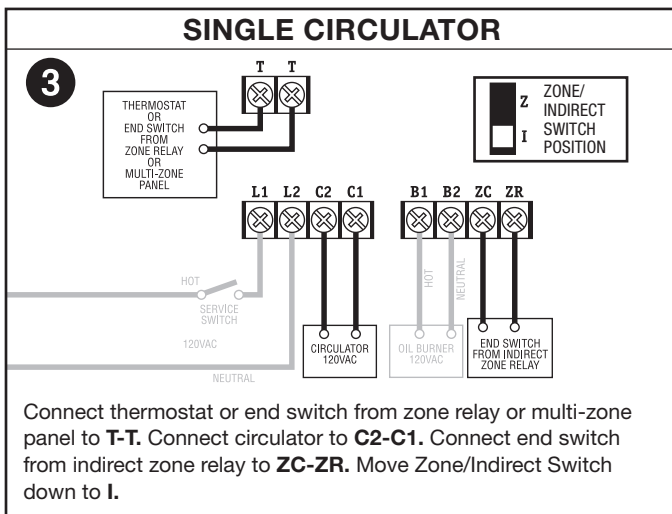 SINGLE CIRCULATOR
3
T T
THERMOSTAT
OR
END SWITCH
FROM
ZONE RELAY
OR
MULTI-ZONE
PANEL
Z
I
ZONE/
INDIRECT
SWITCH
POSITION
L1 L2 C2 C1 B1 B2 ZC ZR
HOT
SERVICE
SWITCH
120VAC
NEUTRAL
CIRCULATOR
120VAC
HOT
NEUTRAL
OIL BURNER
120VAC
END SWITCH
FROM INDIRECT
ZONE RELAY
Connect thermostat or end switch from zone relay or multi-zone
panel to T-T. Connect circulator to C2-C1. Connect end switch
from indirect zone relay to ZC-ZR. Move Zone/Indirect Switch
down to I.